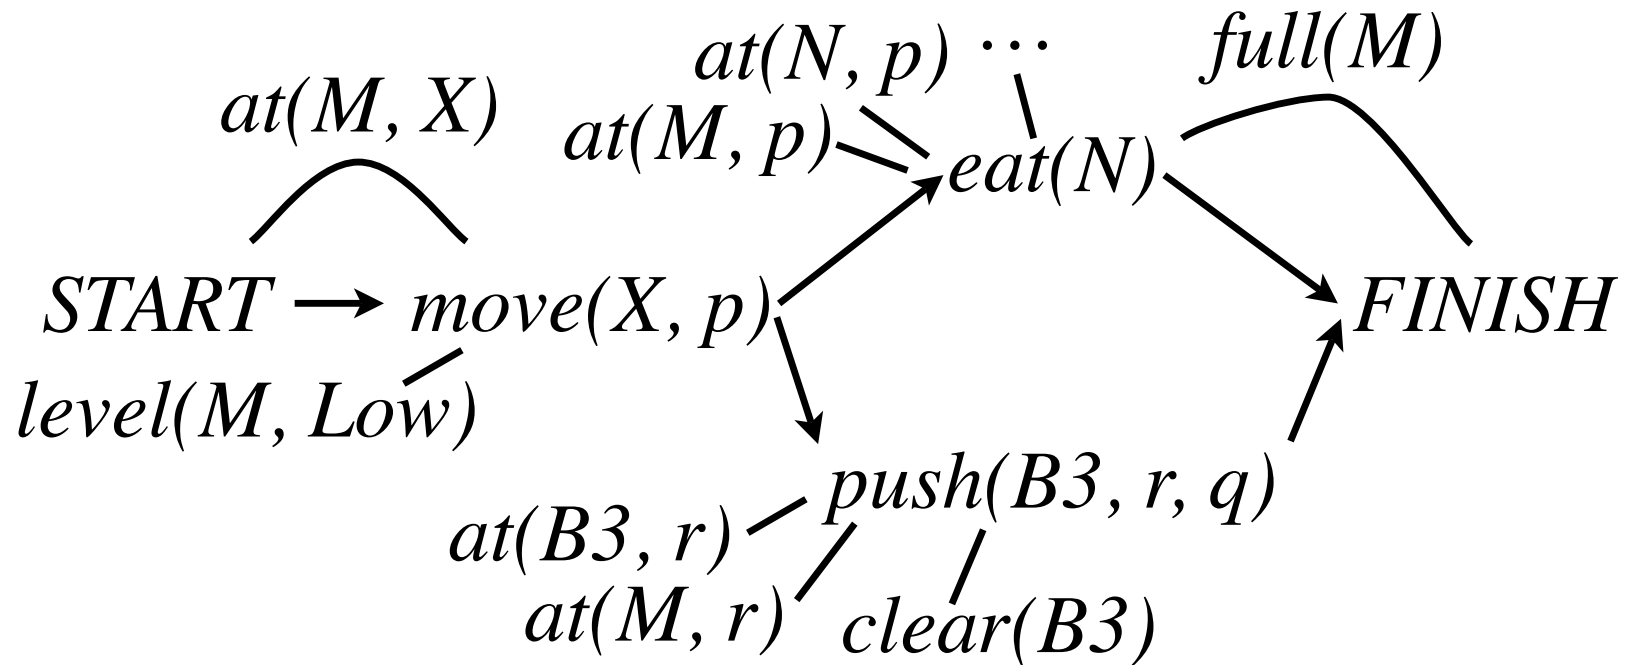 at(N, p) ...
full(M)
at(M, X)
at(M, p)
eat(N)
START
move(X, p)
FINISH
level(M, Low)
push(B3, r, q)
at(B3, r)
at(M, r)
clear(B3)